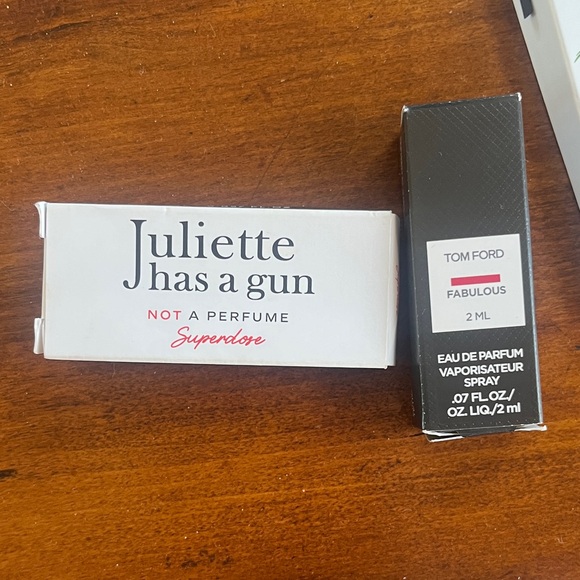 Juliette
has a gun
NOT A PERFUME
Superdose
TOM FORD
FABULOUS
2 ML
EAU DE PARFUM
VAPORISATEUR
SPRAY
.07 FL.OZ./
OZ. LIQ./2 ml